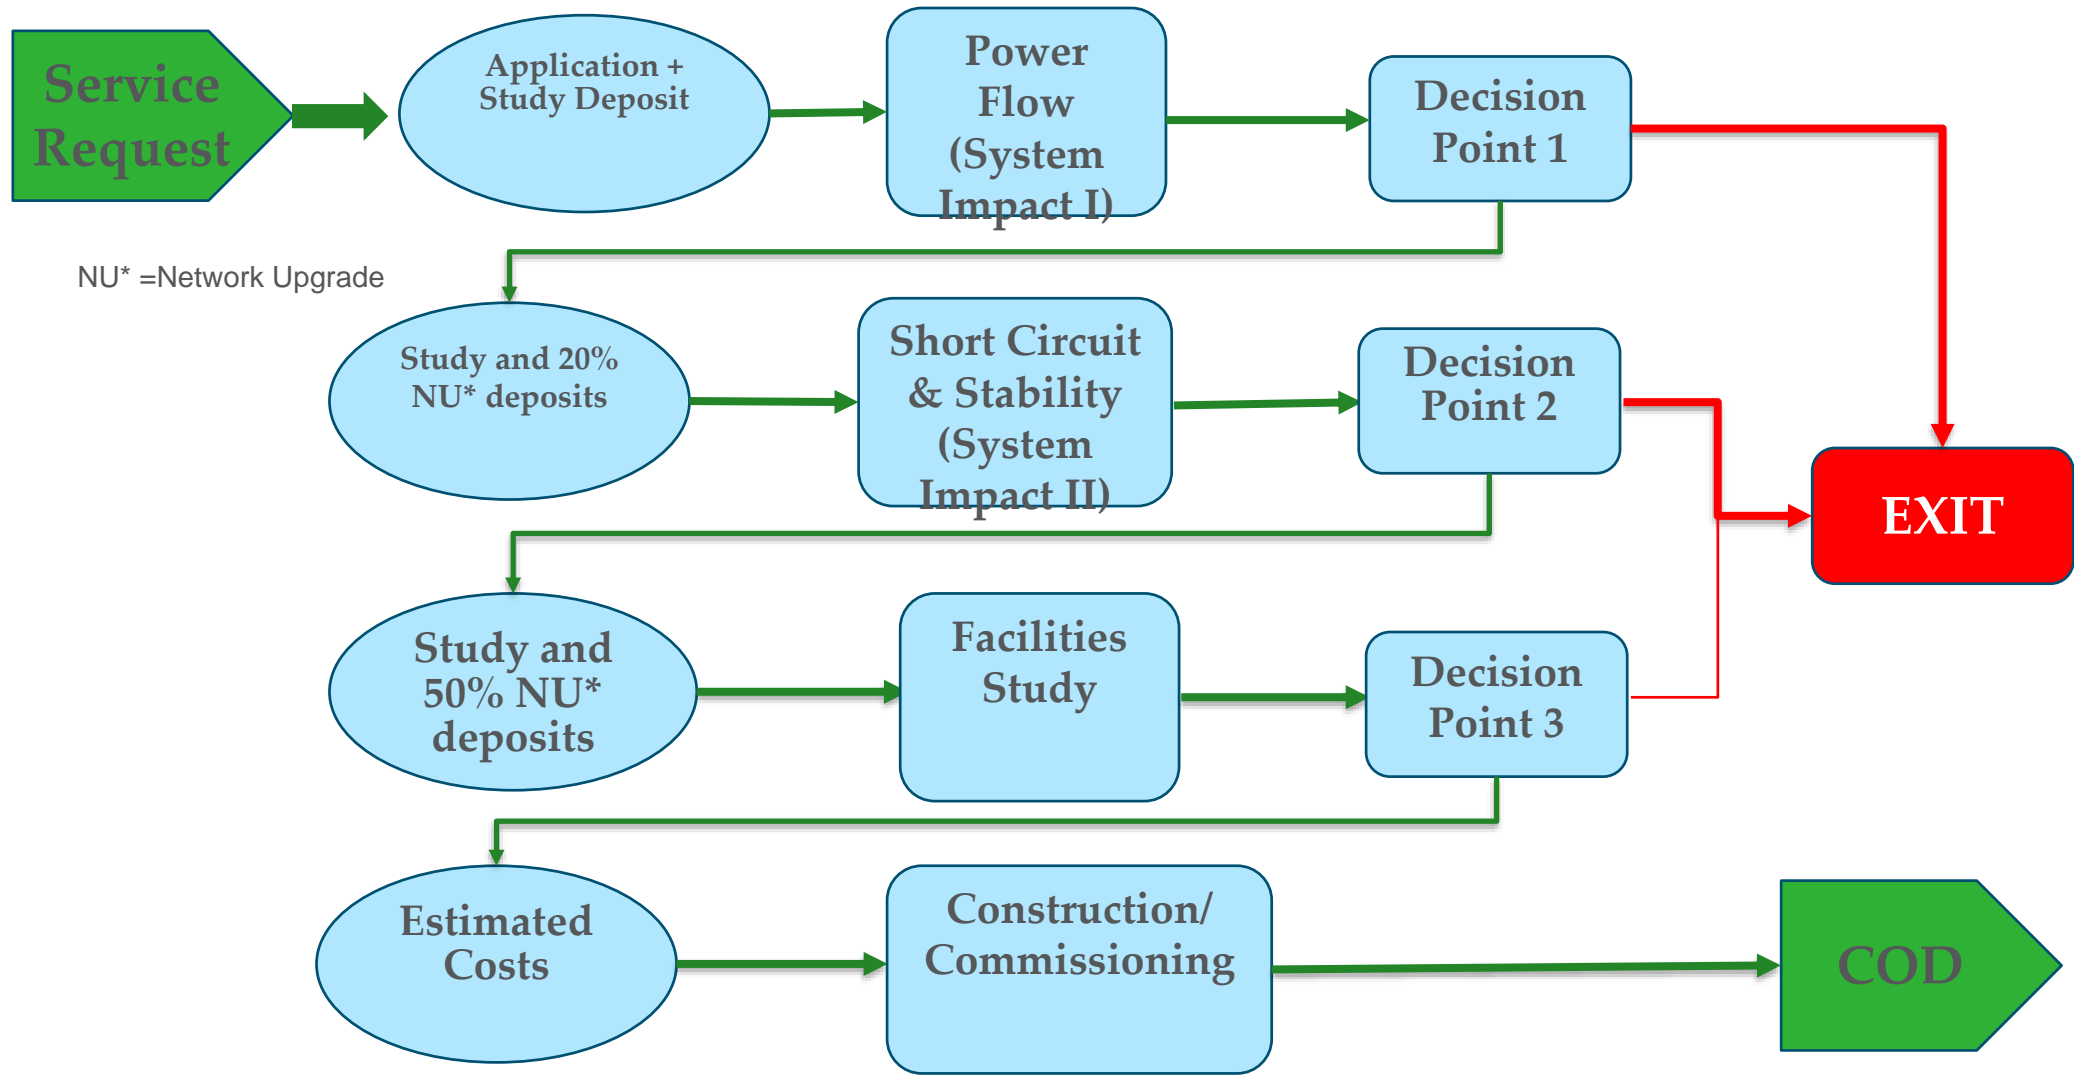 Service
Request
Application +
Study Deposit
Power
Flow
(System
Impact I)
Decision
Point 1
NU* =Network Upgrade
Study and 20%
NU* deposits
Short Circuit
& Stability
(System
Impact II)
Decision
Point 2
EXIT
Study and
50% NU*
deposits
Facilities
Study
Decision
Point 3
Estimated
Costs
Construction/
Commissioning
COD